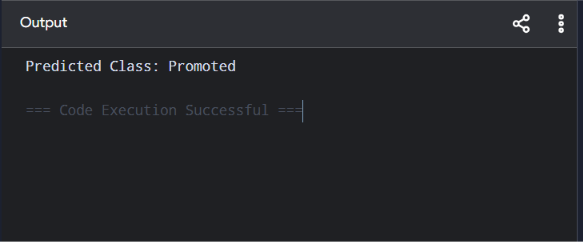 Output
Predicted Class: Promoted
=== Code Execution Successful ===